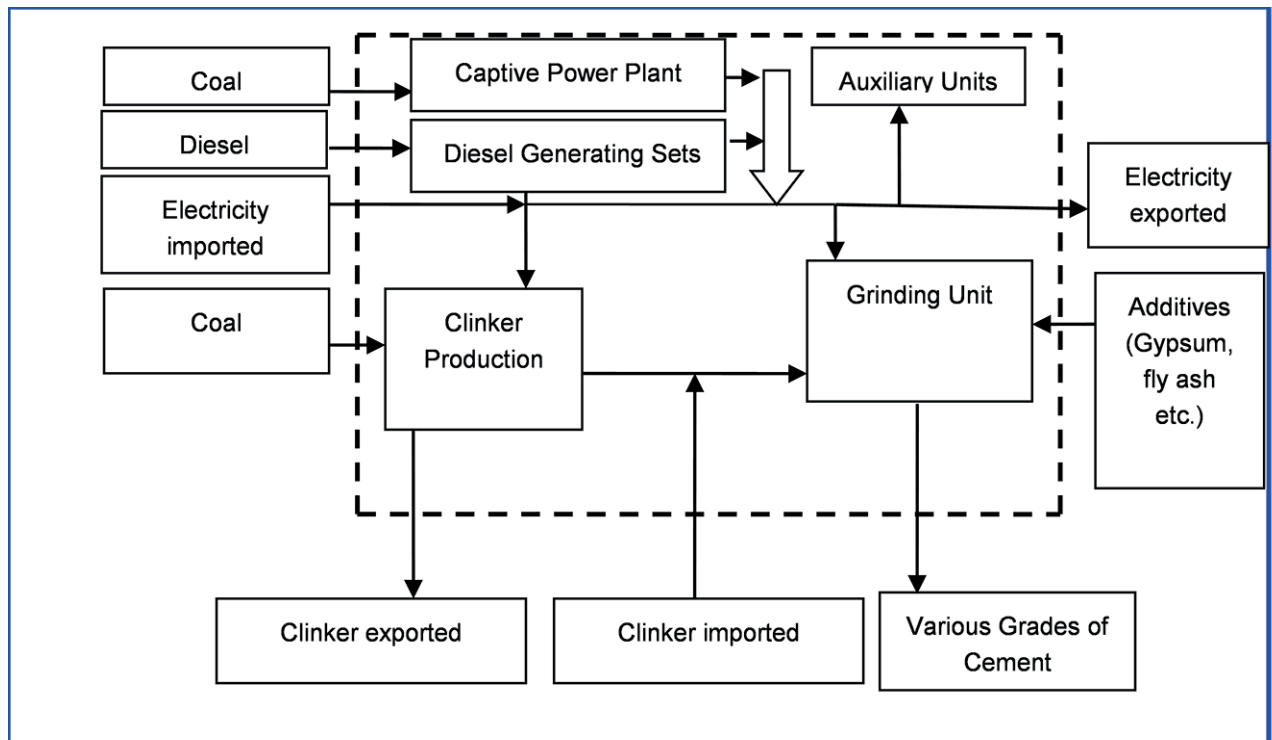 Coal
Captive Power Plant
Auxiliary Units
Diesel
Diesel Generating Sets
Electricity
imported
Electricity
exported
Coal
Clinker
Production
Grinding Unit
Additives
(Gypsum,
fly ash
etc.)
Clinker exported
Clinker imported
Various Grades of
Cement